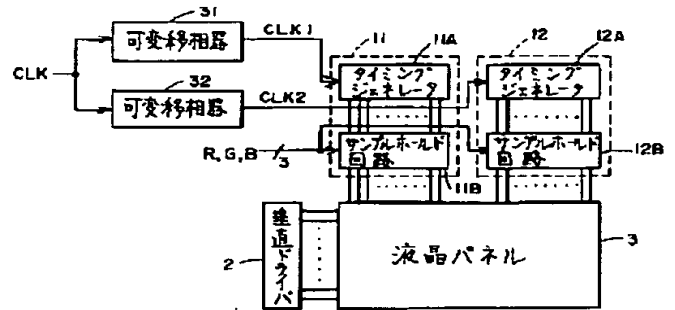 31
可変移相路
CLK1
11
11A
12
12A
CLK
32
可変移相路
CLK2
タイミング
ジェネレータ
タイミング
ジェネレータ
R,G,B
3
サンプルホールド
回路
11B
サンプルホールド
回路
12B
2
垂直ドライバ
液晶パネル
3